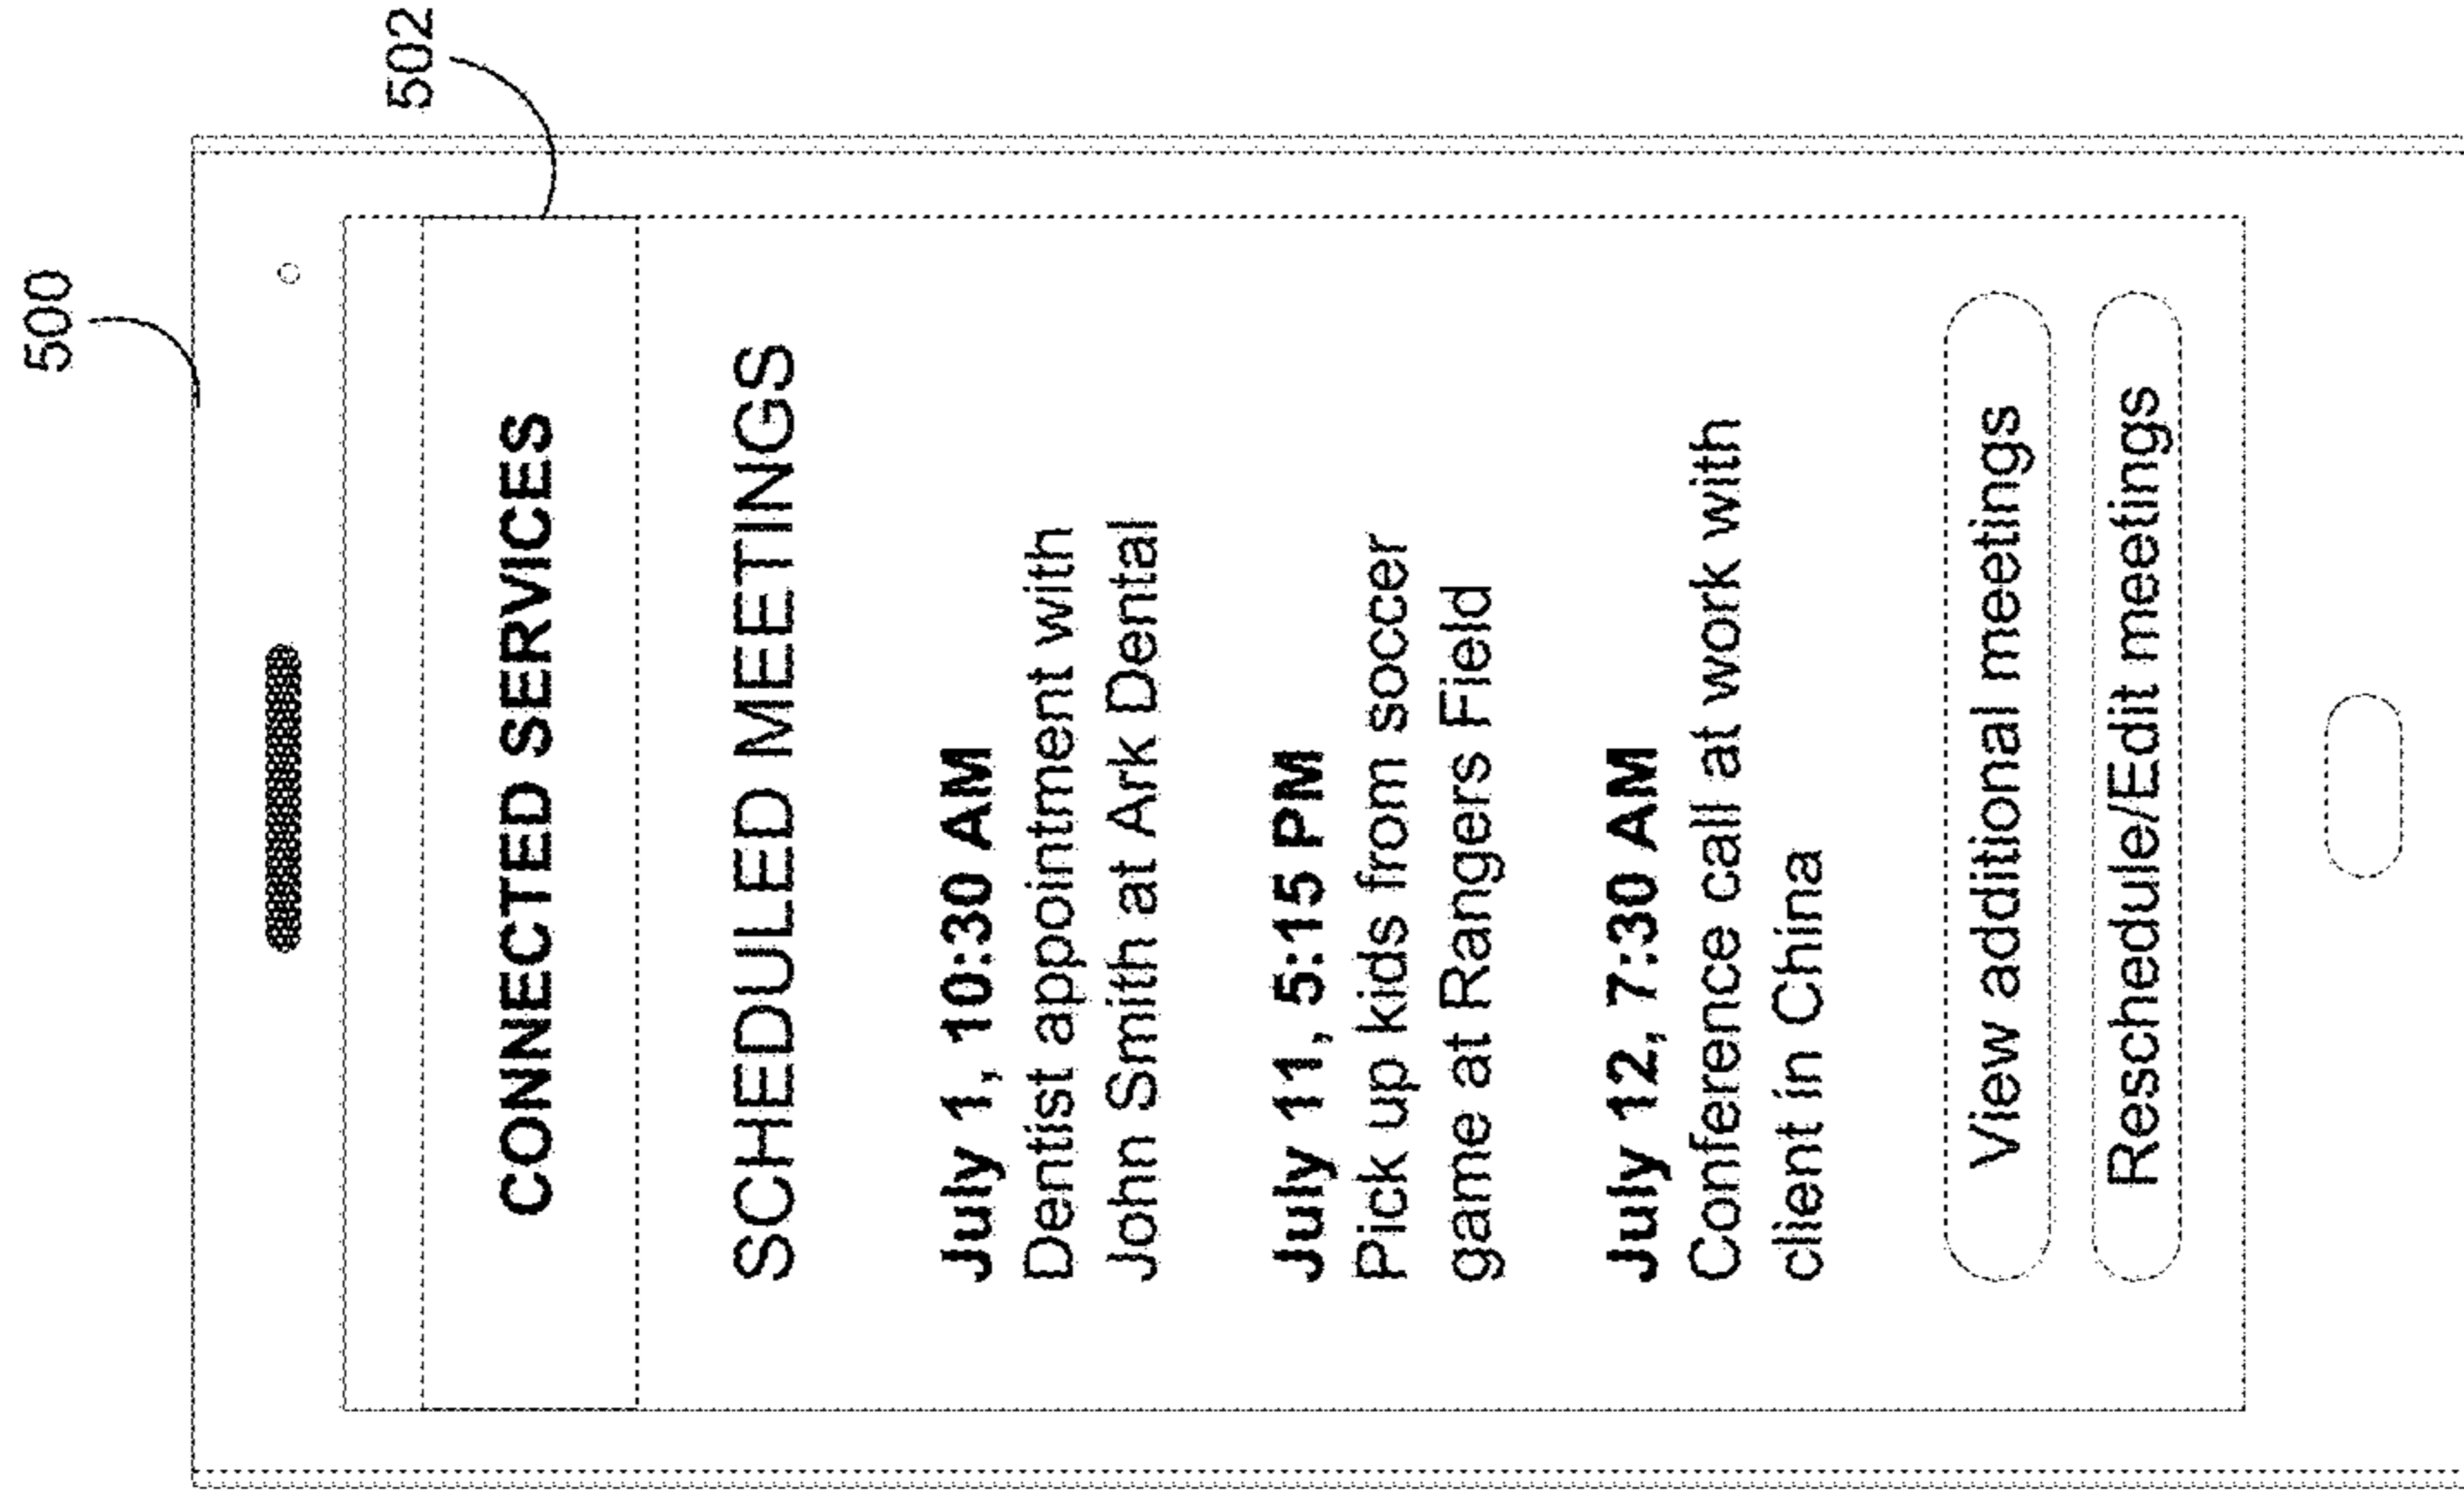 500
502
CONNECTED SERVICES
SCHEDULED MEETINGS
July 1, 10:30 AM
Dentist appointment with
John Smith at Ark Dental
July 11, 5:15 PM
Pick up kids from soccer
game at Rangers Field
July 12, 7:30 AM
Conference call at work with
client in China
View additional meetings
Reschedule/Edit meetings